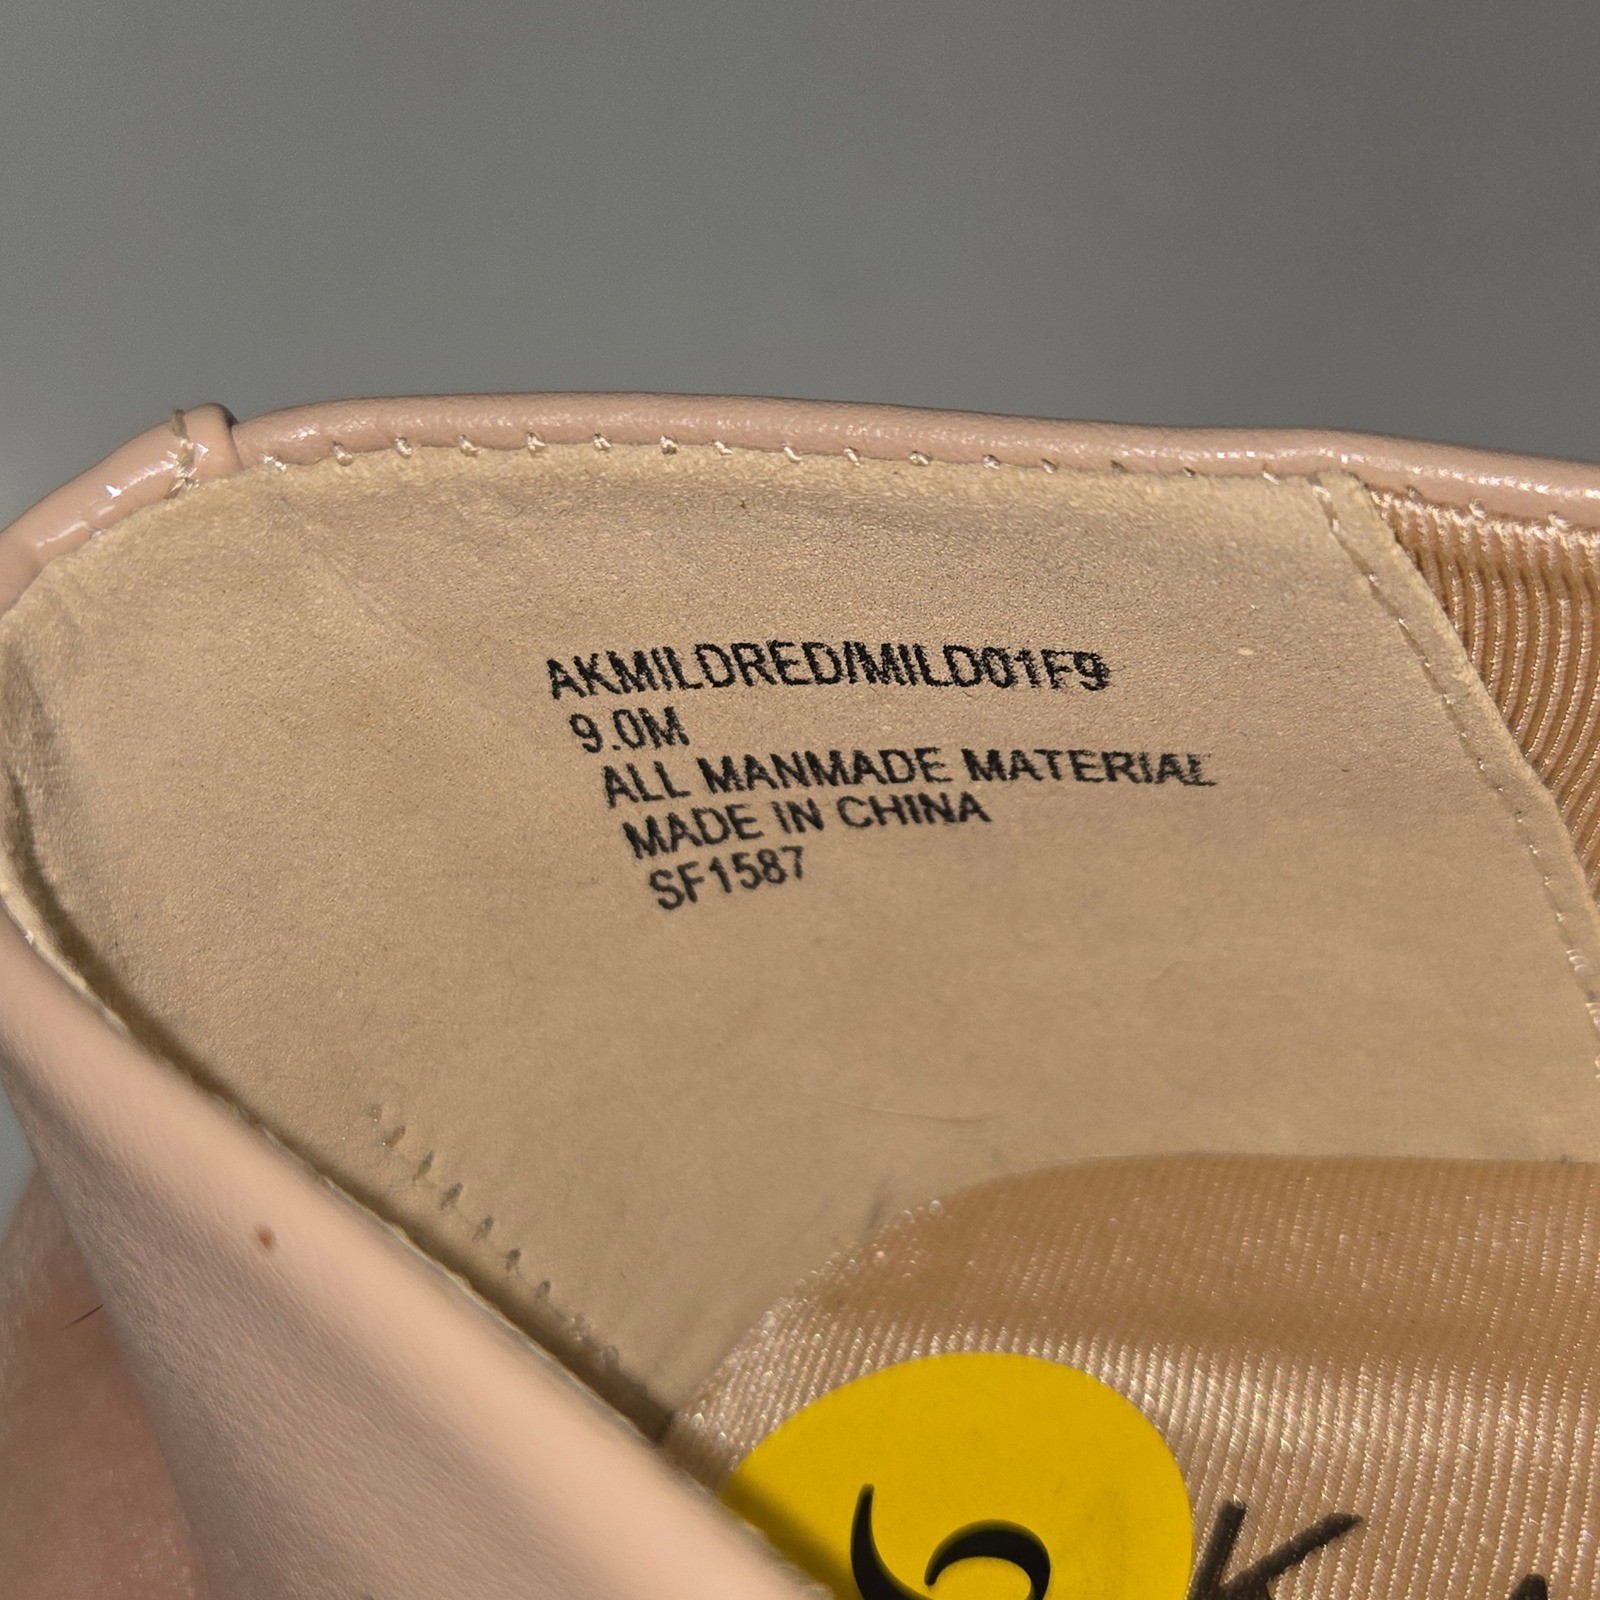 AKMILDRED/MILD01F9
9.0M
ALL MANMADE MATERIAL
MADE IN CHINA
SF1587
K